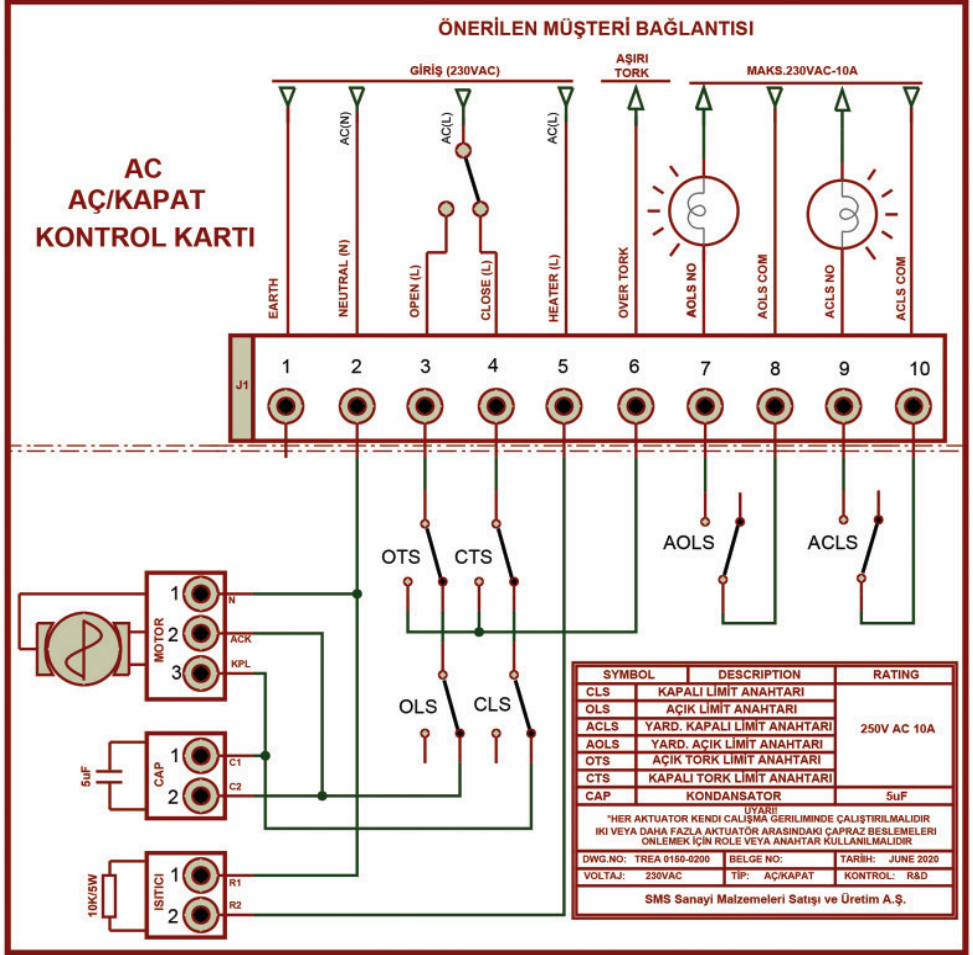 ÖNERİLEN MÜŞTERİ BAĞLANTISI
GİRİŞ (230VAC)
AŞIRI
TORK
MAKS.230VAC-10A
AC
AÇ/KAPAT
KONTROL KARTI
AC(N)
AC(L)
AC(L)
EARTH
NEUTRAL (N)
OPEN (L)
CLOSE (L)
HEATER (L)
OVER TORK
AOLS NO
AOLS COM
ACLS NO
ACLS COM
J1
1 2 3 4 5 6 7 8 9 10
OTS CTS
AOLS
ACLS
OLS
CLS
MOTOR
1 N
2 ACK
3 KPL
5uF
CAP
1 C1
2 C2
10K/5W
ISITICI
1 R1
2 R2
SYMBOL DESCRIPTION RATING
CLS KAPALI LİMİT ANAHTARI
OLS AÇIK LİMİT ANAHTARI
ACLS YARD. KAPALI LİMİT ANAHTARI 250V AC 10A
AOLS YARD. AÇIK LİMİT ANAHTARI
OTS AÇIK TORK LİMİT ANAHTARI
CTS KAPALI TORK LİMİT ANAHTARI
CAP KONDANSATOR 5uF
UYARI!
"HER AKTUATOR KENDI CALIŞMA GERILIMINDE ÇALIŞTIRILMALIDIR
IKI VEYA DAHA FAZLA AKTUATÖR ARASINDAKI ÇAPRAZ BESLEMELERI
ONLEMEK İÇİN ROLE VEYA ANAHTAR KULLANILMALIDIR
DWG.NO: TREA 0150-0200 BELGE NO: TARİIH: JUNE 2020
VOLTAJ: 230VAC TİP: AÇ/KAPAT KONTROL: R&D
SMS Sanayi Malzemeleri Satışı ve Üretim A.Ş.